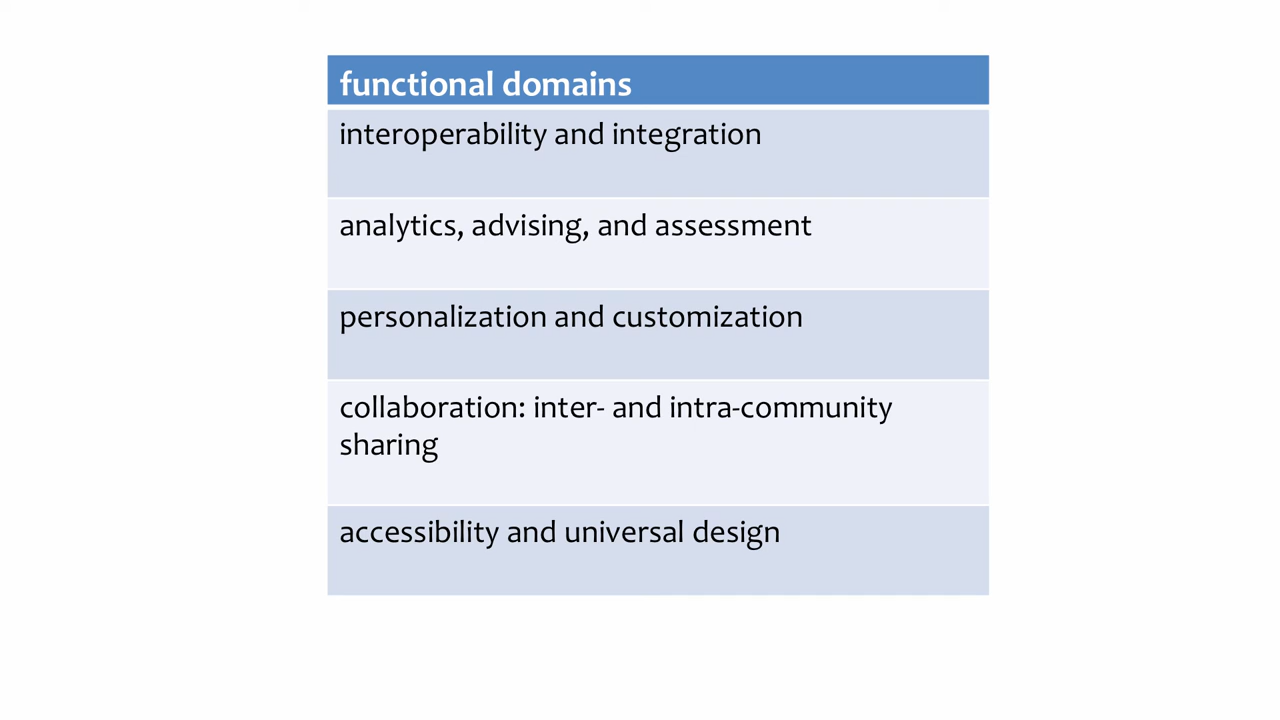 functional domains
interoperability and integration
analytics, advising, and assessment
personalization and customization
collaboration: inter- and intra-community
sharing
accessibility and universal design